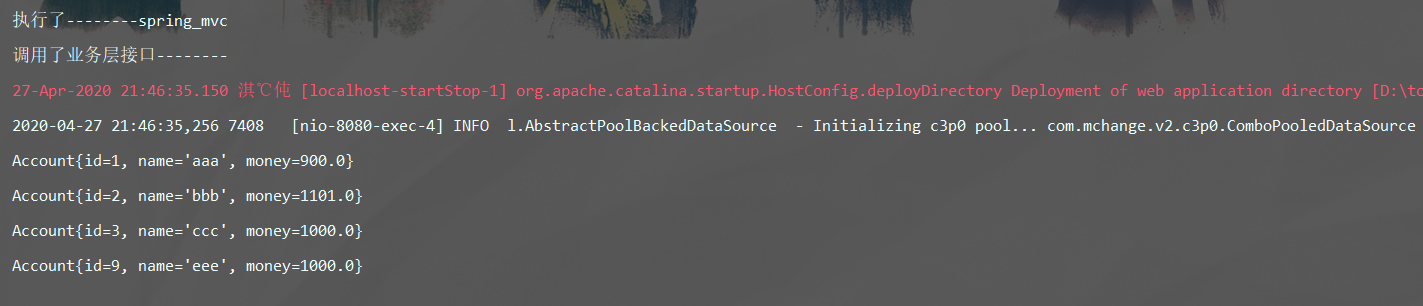 执行了--------spring_mvc
调用了业务层接口--------
27-Apr-2020 21:46:35.150 淇℃伅 [localhost-startStop-1] org.apache.catalina.startup.HostConfig.deployDirectory Deployment of web application directory [D:\to
2020-04-27 21:46:35,256 7408   [nio-8080-exec-4] INFO  l.AbstractPoolBackedDataSource  - Initializing c3p0 pool... com.mchange.v2.c3p0.ComboPooledDataSource
Account{id=1, name='aaa', money=900.0}
Account{id=2, name='bbb', money=1101.0}
Account{id=3, name='ccc', money=1000.0}
Account{id=9, name='eee', money=1000.0}